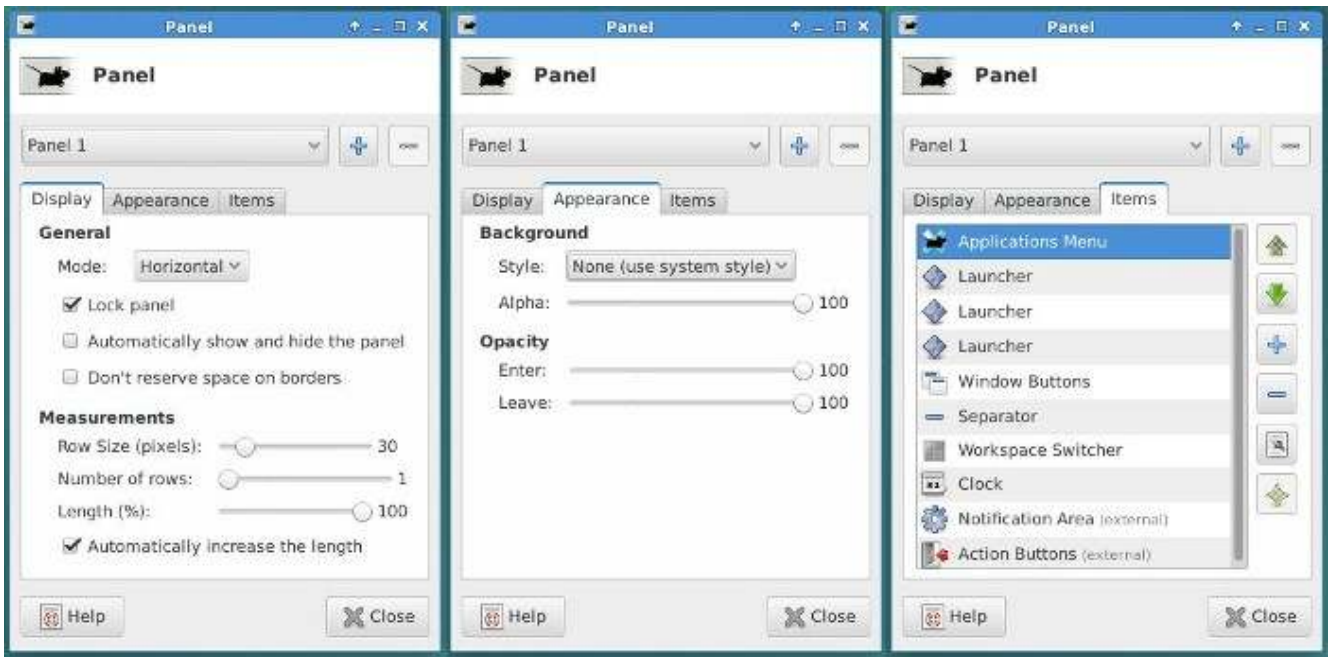 Panel
Panel
Panel 1
Display Appearance Items
General
Mode: Horizontal
Lock panel
Automatically show and hide the panel
Don't reserve space on borders
Measurements
Row Size (pixels): 30
Number of rows: 1
Length (%): 100
Automatically increase the length
Help Close
Panel
Panel
Panel 1
Display Appearance Items
Background
Style: None (use system style)
Alpha: 100
Opacity
Enter: 100
Leave: 100
Help Close
Panel
Panel
Panel 1
Display Appearance Items
Applications Menu
Launcher
Launcher
Launcher
Window Buttons
Separator
Workspace Switcher
Clock
Notification Area (external)
Action Buttons (external)
Help Close